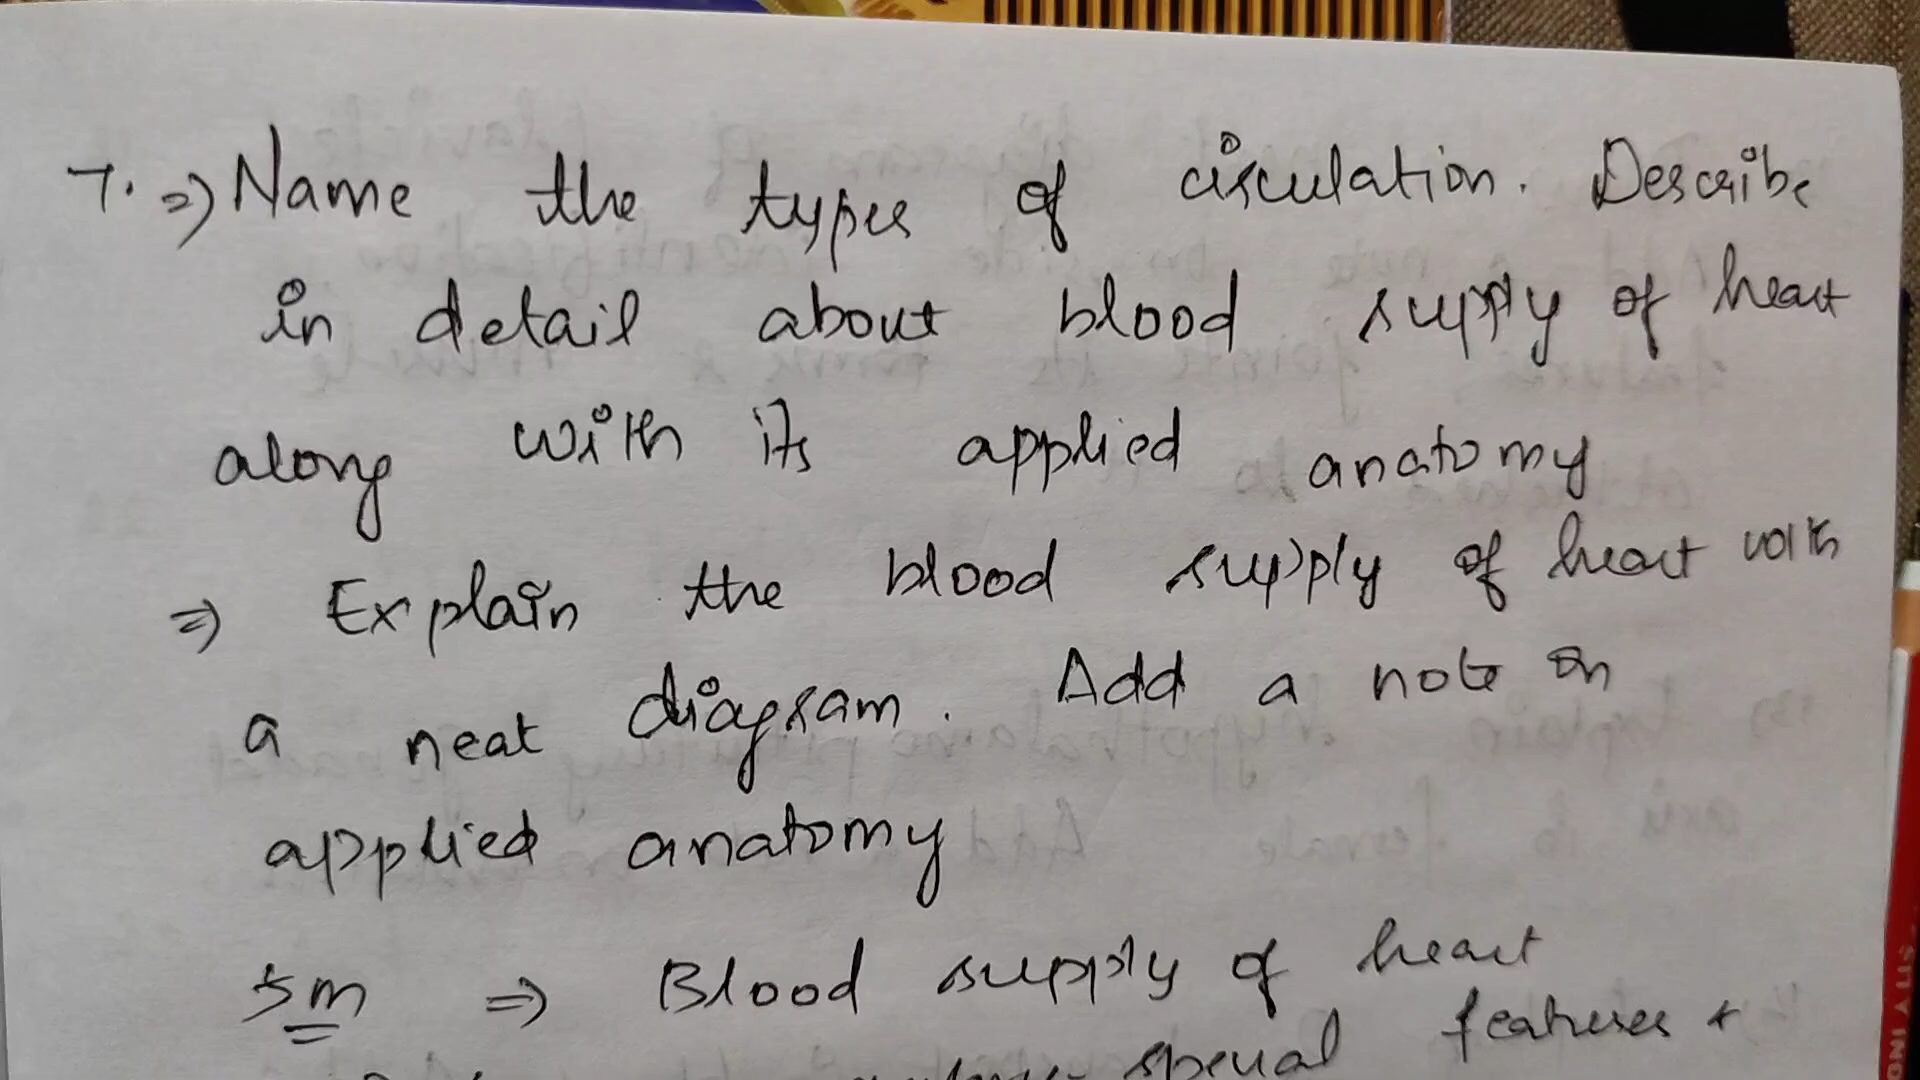 7. => Name the types of circulation. Describe
in detail about blood supply of heart
along with its applied anatomy
=> Explain the blood supply of heart with
a neat diagram. Add a note on
applied anatomy
5m => Blood supply of heart
special features +